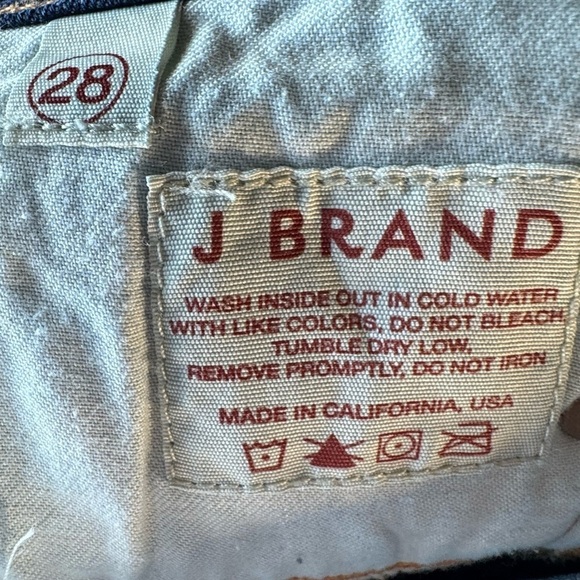 28
J BRAND
WASH INSIDE OUT IN COLD WATER
WITH LIKE COLORS, DO NOT BLEACH
TUMBLE DRY LOW,
REMOVE PROMPTLY, DO NOT IRON
MADE IN CALIFORNIA, USA